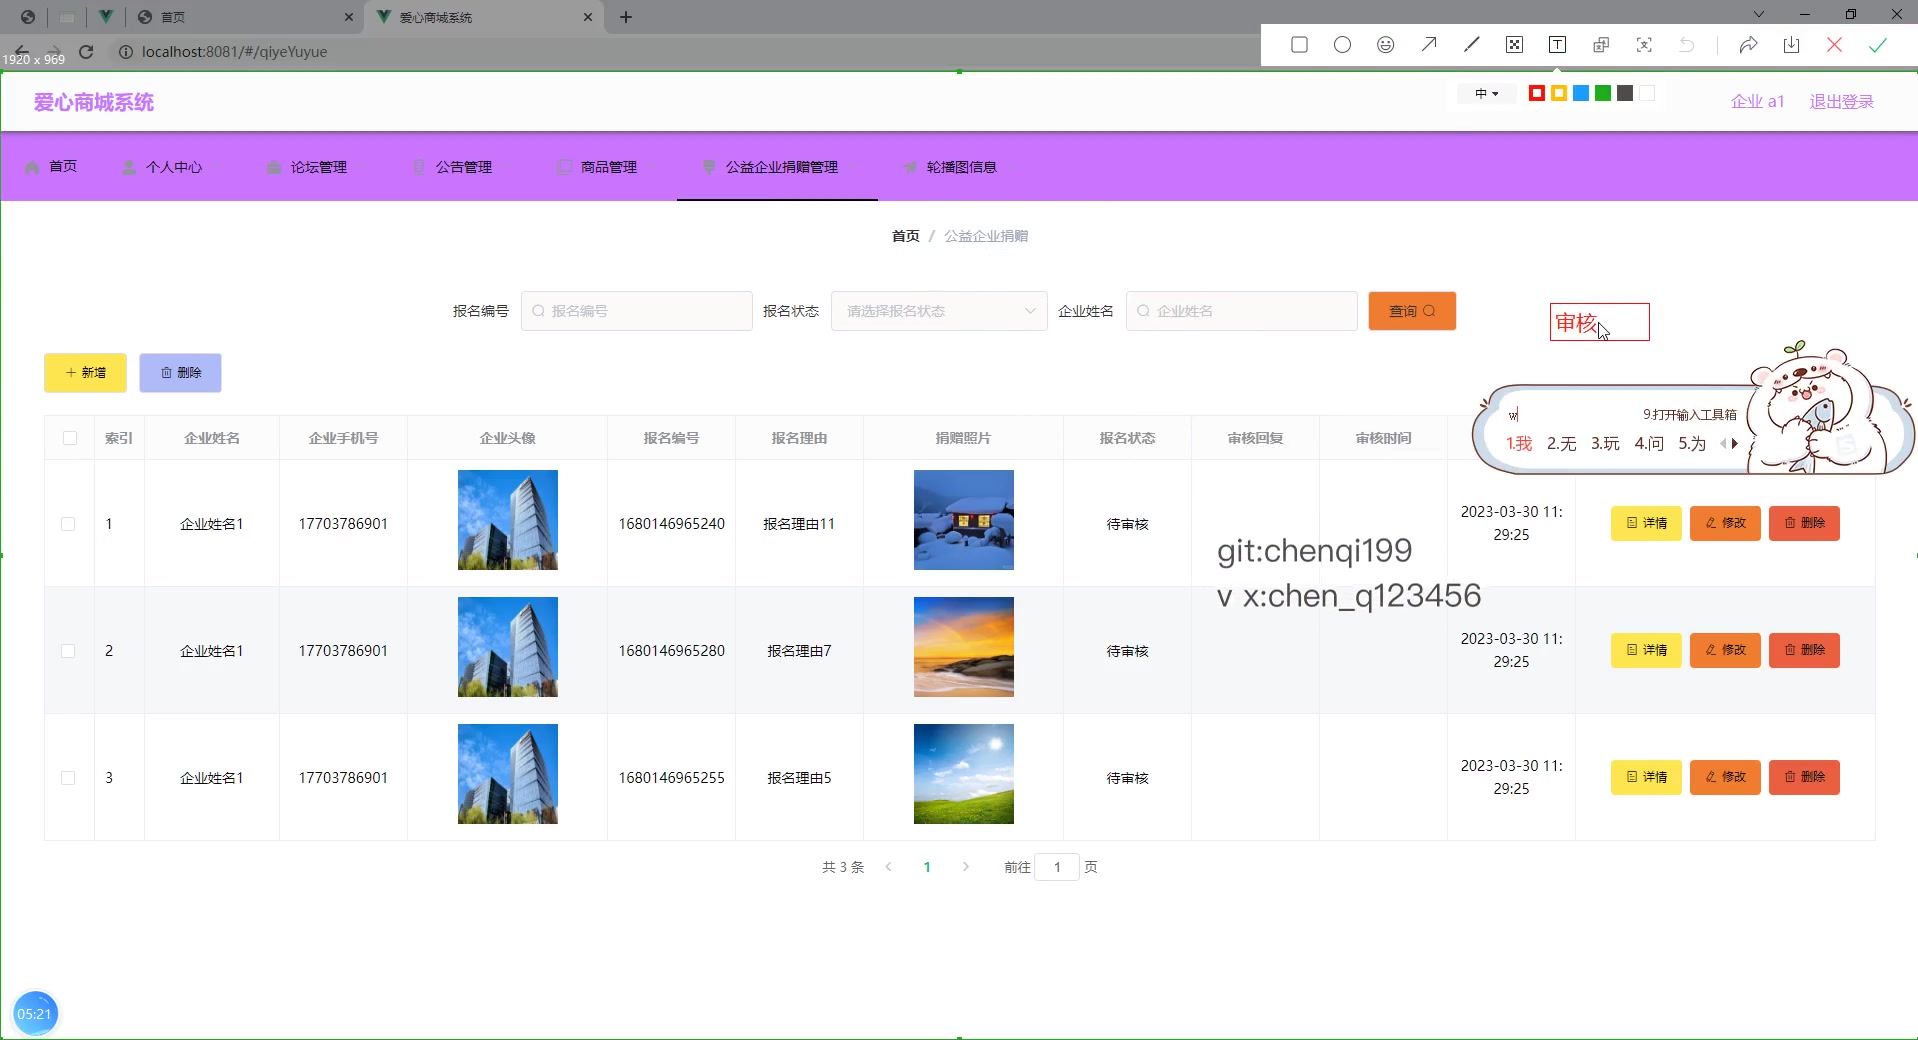 首页
爱心商城系统
localhost:8081/#/qiyeYuyue
1920 x 969
爱心商城系统
中
企业 a1
退出登录
首页
个人中心
论坛管理
公告管理
商品管理
公益企业捐赠管理
轮播图信息
首页 / 公益企业捐赠
报名编号 报名编号 报名状态 请选择报名状态 企业姓名 企业姓名 查询
审核
新增 删除
w 9.打开输入工具箱
1.我 2.无 3.玩 4.问 5.为
索引 企业姓名 企业手机号 企业头像 报名编号 报名理由 捐赠照片 报名状态 审核回复 审核时间
1 企业姓名1 17703786901 1680146965240 报名理由11 待审核 2023-03-30 11:
29:25 详情 修改 删除
git:chenqi199
v x:chen_q123456
2 企业姓名1 17703786901 1680146965280 报名理由7 待审核 2023-03-30 11:
29:25 详情 修改 删除
3 企业姓名1 17703786901 1680146965255 报名理由5 待审核 2023-03-30 11:
29:25 详情 修改 删除
共 3 条 1 前往 1 页
05:21